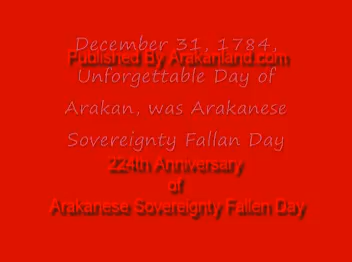 December 31, 1784,
Published By Arakanland.com
Unforgettable Day of
Arakan, was Arakanese
Sovereignty Fallan Day
224th Anniversary
of
Arakanese Sovereignty Fallen Day